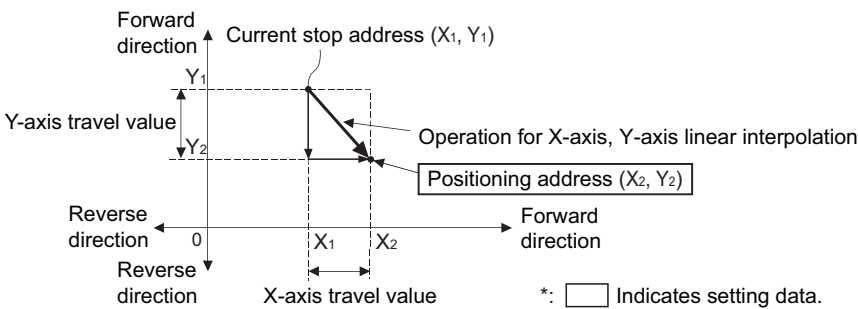 Forward
direction
Current stop address (X1, Y1)
Y1
Y-axis travel value
Y2
Operation for X-axis, Y-axis linear interpolation
Positioning address (X2, Y2)
Reverse
direction
0
X1
X2
Forward
direction
Reverse
direction
X-axis travel value
*: Indicates setting data.